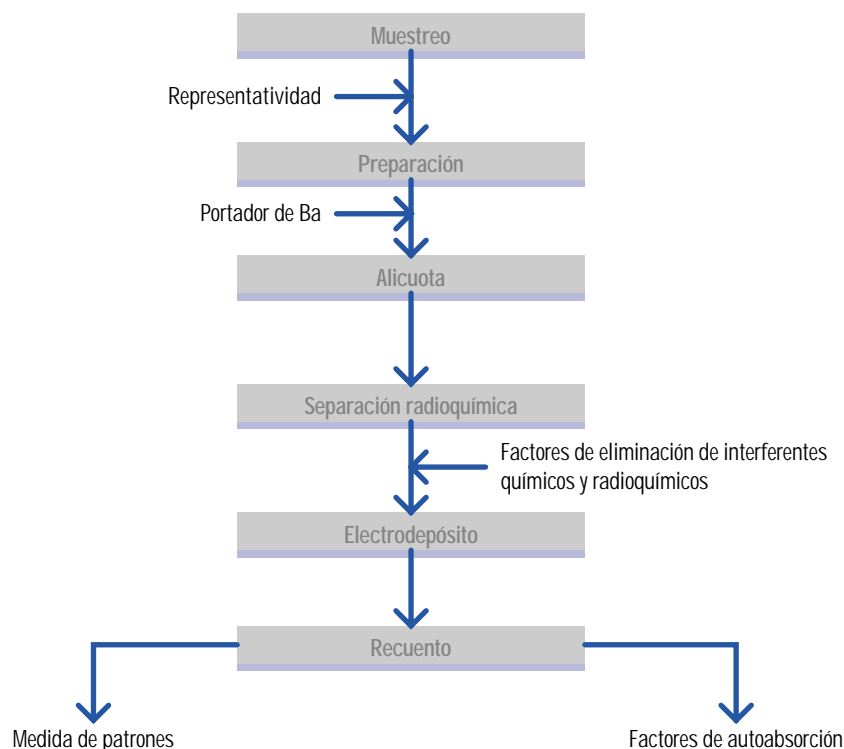 Muestreo
Representatividad
Preparación
Portador de Ba
Alicuota
Separación radioquímica
Factores de eliminación de interferentes
químicos y radioquímicos
Electrodepósito
Recuento
Medida de patrones
Factores de autoabsorción